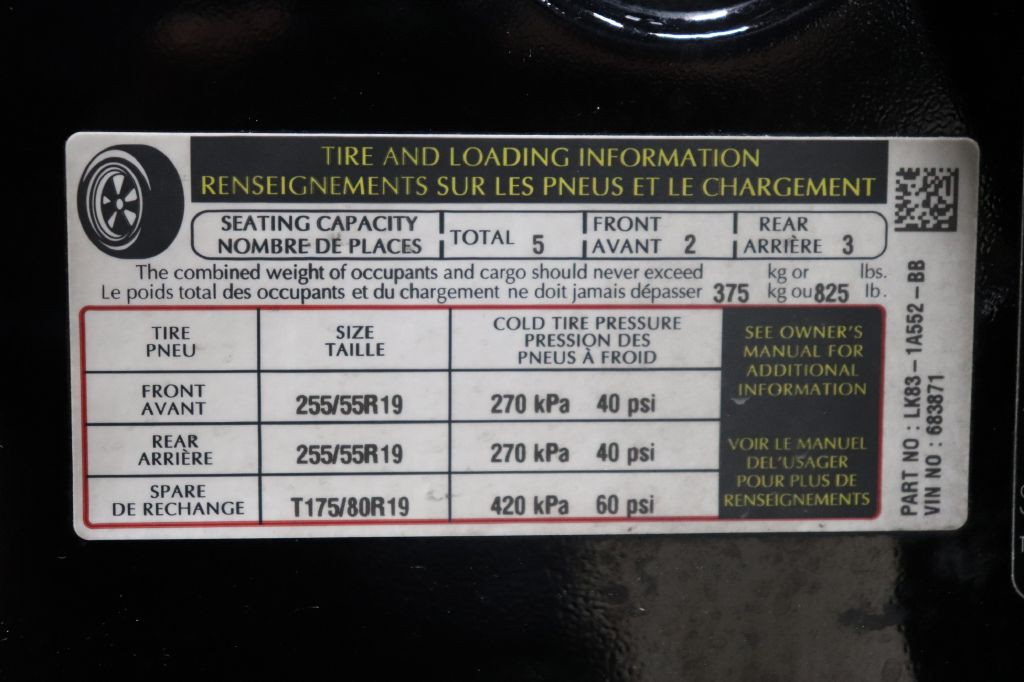 TIRE AND LOADING INFORMATION
RENSEIGNEMENTS SUR LES PNEUS ET LE CHARGEMENT
SEATING CAPACITY
NOMBRE DE PLACES
TOTAL 5
FRONT
AVANT 2
REAR
ARRIÈRE 3
The combined weight of occupants and cargo should never exceed kg or lbs.
Le poids total des occupants et du chargement ne doit jamais dépasser 375 kg ou 825 lb.
TIRE
PNEU
SIZE
TAILLE
COLD TIRE PRESSURE
PRESSION DES
PNEUS À FROID
FRONT
AVANT
255/55R19
270 kPa 40 psi
REAR
ARRIÈRE
255/55R19
270 kPa 40 psi
SPARE
DE RECHANGE
T175/80R19
420 kPa 60 psi
SEE OWNER'S
MANUAL FOR
ADDITIONAL
INFORMATION
VOIR LE MANUEL
DEL'USAGER
POUR PLUS DE
RENSEIGNEMENTS
PART NO : LK83-1A552-BB
VIN NO : 683871